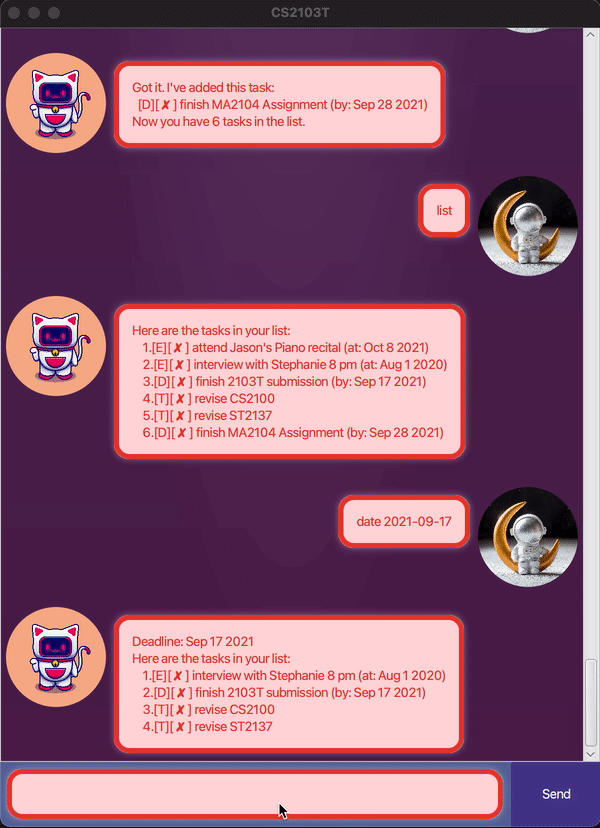 CS2103T
Got it. I've added this task:
[D][✘] finish MA2104 Assignment (by: Sep 28 2021)
Now you have 6 tasks in the list.
list
Here are the tasks in your list:
1.[E][✘] attend Jason's Piano recital (at: Oct 8 2021)
2.[E][✘] interview with Stephanie 8 pm (at: Aug 1 2020)
3.[D][✘] finish 2103T submission (by: Sep 17 2021)
4.[T][✘] revise CS2100
5.[T][✘] revise ST2137
6.[D][✘] finish MA2104 Assignment (by: Sep 28 2021)
date 2021-09-17
Deadline: Sep 17 2021
Here are the tasks in your list:
1.[E][✘] interview with Stephanie 8 pm (at: Aug 1 2020)
2.[D][✘] finish 2103T submission (by: Sep 17 2021)
3.[T][✘] revise CS2100
4.[T][✘] revise ST2137
Send